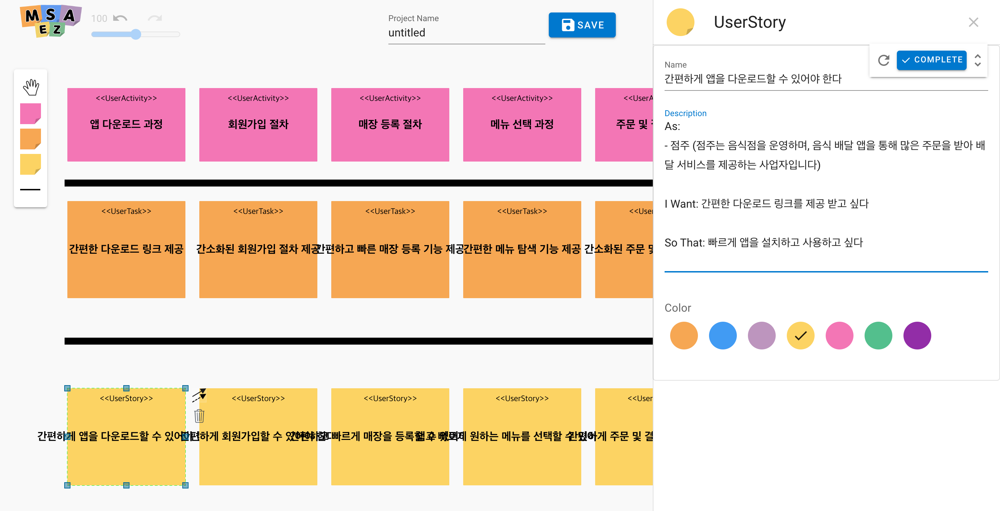 MSA
EZ
100
Project Name
untitled
SAVE
UserStory
COMPLETE
Name
간편하게 앱을 다운로드할 수 있어야 한다
Description
As:
- 점주 (점주는 음식점을 운영하며, 음식 배달 앱을 통해 많은 주문을 받아 배
달 서비스를 제공하는 사업자입니다)
I Want: 간편한 다운로드 링크를 제공 받고 싶다
So That: 빠르게 앱을 설치하고 사용하고 싶다
Color
<<UserActivity>>
앱 다운로드 과정
<<UserActivity>>
회원가입 절차
<<UserActivity>>
매장 등록 절차
<<UserActivity>>
메뉴 선택 과정
<<UserA
주문 및
<<UserTask>>
간편한 다운로드 링크 제공
<<UserTask>>
간소화된 회원가입 절차 제공
<<UserTask>>
간편하고 빠른 매장 등록 기능 제공
<<UserTask>>
간편한 메뉴 탐색 기능 제공
<<User
간소화된 주문 및
<<UserStory>>
간편하게 앱을 다운로드할 수
<<UserStory>>
간편하게 회원가입할 수
<<UserStory>>
빠르게 매장을 등록할 수
<<UserStory>>
원하는 메뉴를 선택할 수
<<User
간편하게 주문 및 결